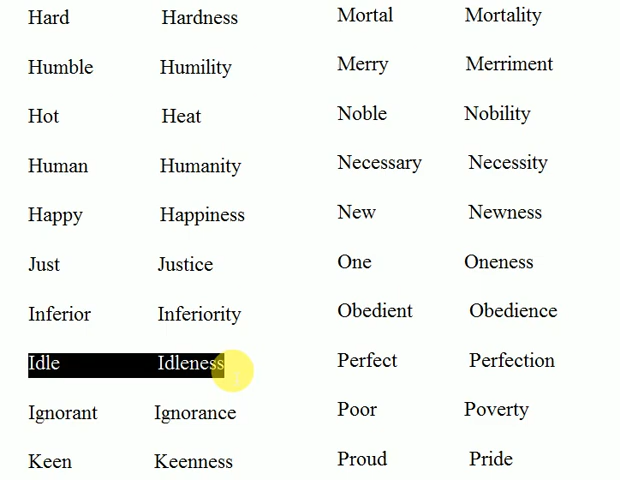 Hard Hardness
Humble Humility
Hot Heat
Human Humanity
Happy Happiness
Just Justice
Inferior Inferiority
Idle Idleness
Ignorant Ignorance
Keen Keenness
Mortal Mortality
Merry Merriment
Noble Nobility
Necessary Necessity
New Newness
One Oneness
Obedient Obedience
Perfect Perfection
Poor Poverty
Proud Pride